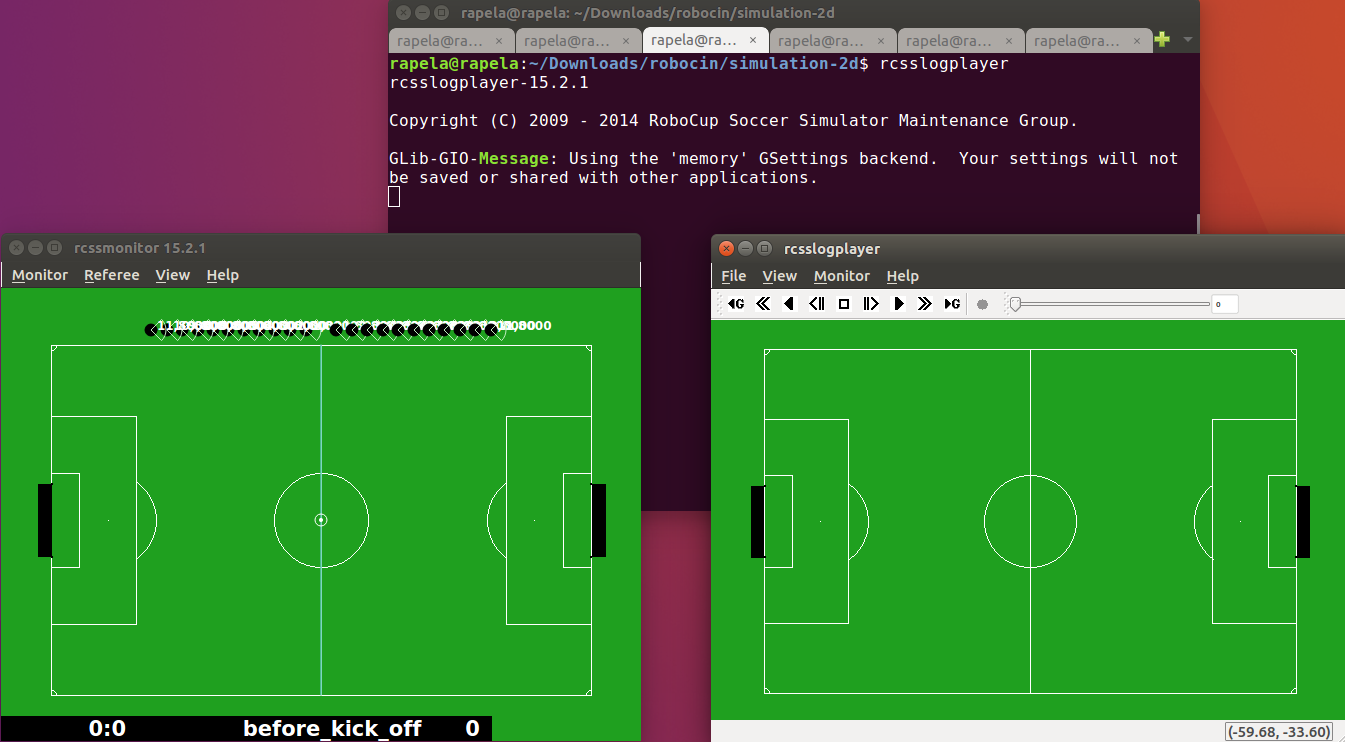 rapela@rapela: ~/Downloads/robocin/simulation-2d
rapela@ra... × rapela@ra... × rapela@ra... × rapela@ra... × rapela@ra... × rapela@ra... ×
rapela@rapela:~/Downloads/robocin/simulation-2d$ rcsslogplayer
rcsslogplayer-15.2.1
Copyright (C) 2009 - 2014 RoboCup Soccer Simulator Maintenance Group.
GLib-GIO-Message: Using the 'memory' GSettings backend.  Your settings will not
be saved or shared with other applications.
rcssmonitor 15.2.1
Monitor Referee View Help
0:0 before_kick_off 0
rcsslogplayer
File View Monitor Help
G G 0
(-59.68, -33.60)